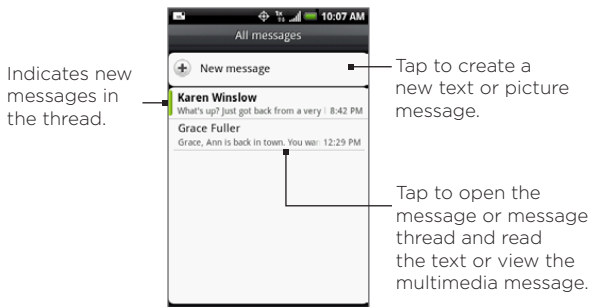 10:07 AM
All messages
New message
Karen Winslow
What's up? Just got back from a very 8:42 PM
Grace Fuller
Grace, Ann is back in town. You wan 12:29 PM
Indicates new
messages in
the thread.
Tap to create a
new text or picture
message.
Tap to open the
message or message
thread and read
the text or view the
multimedia message.